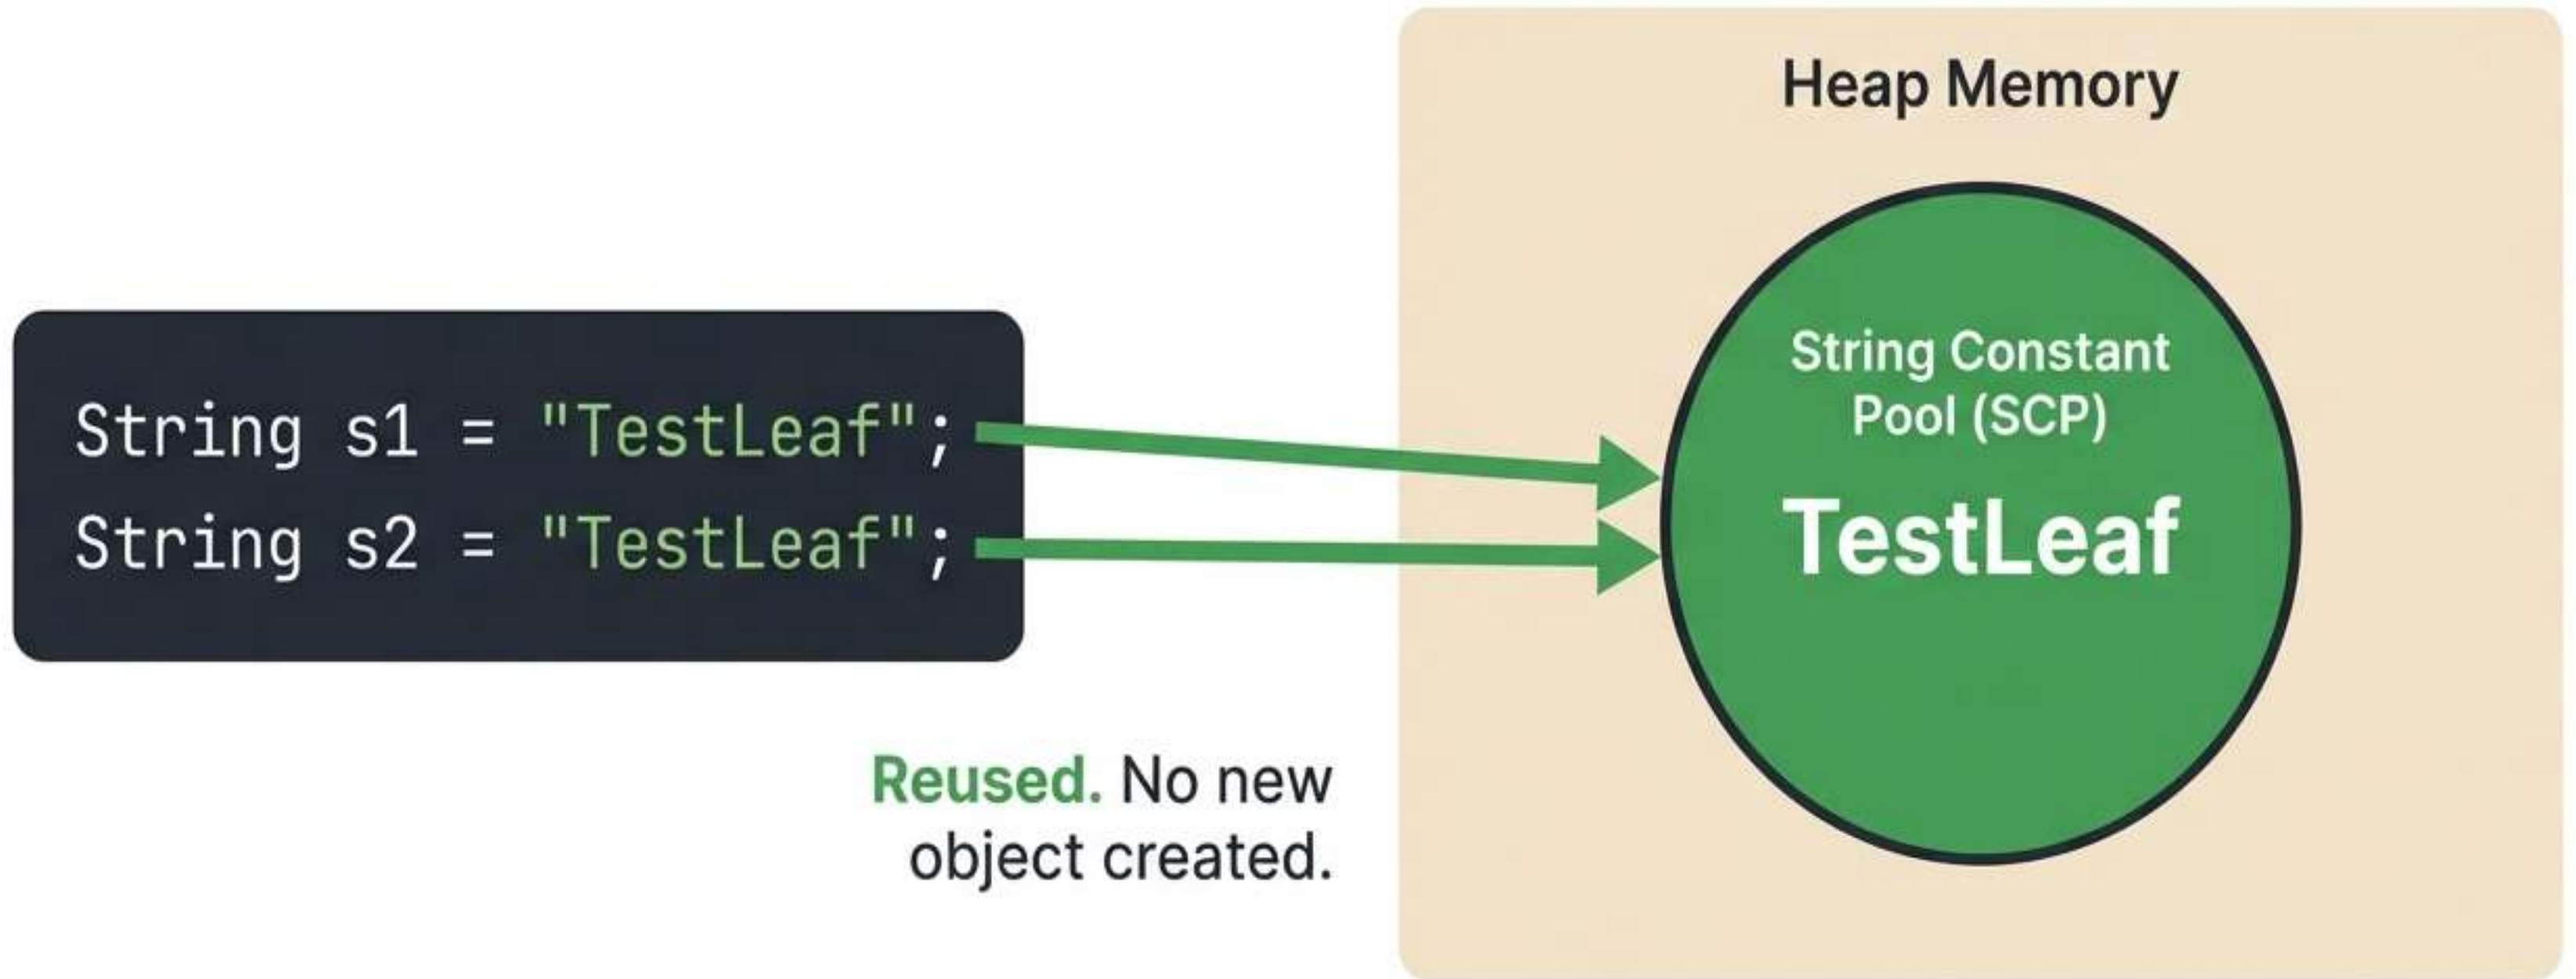 String s1 = "TestLeaf";
String s2 = "TestLeaf";
Reused. No new
object created.
Heap Memory
String Constant
Pool (SCP)
TestLeaf